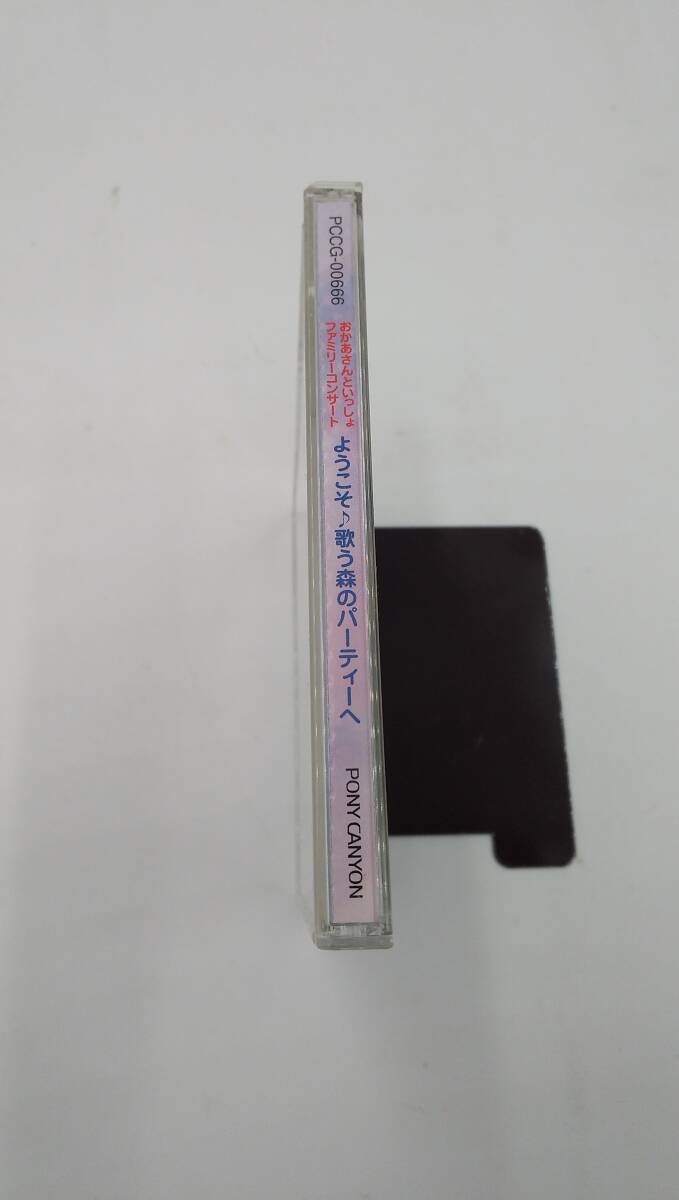 PCCG-00666
おかあさんといっしょ
ファミリーコンサート
ようこそ♪歌う森のパーティーへ
PONY CANYON